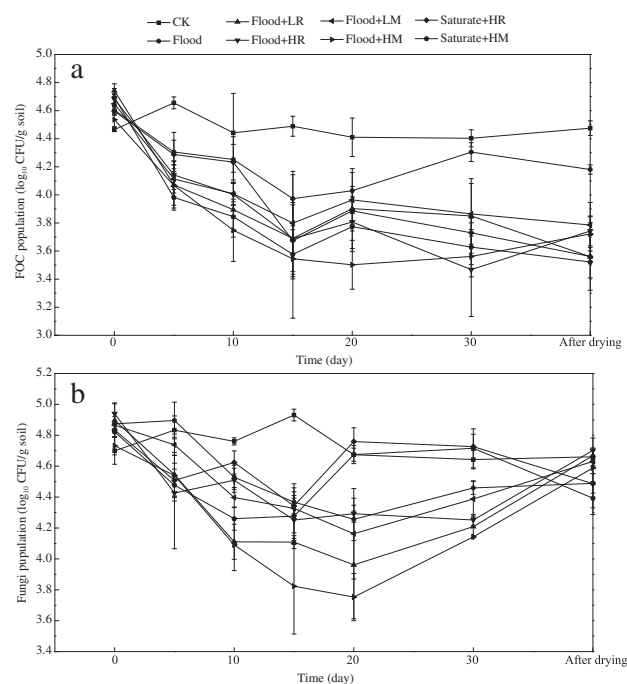 CK Flood+LR Flood+LM Saturate+HR
Flood Flood+HR Flood+HM Saturate+HM
a
5.0
4.8
4.6
4.4
4.2
4.0
3.8
3.6
3.4
3.2
3.0
FOC population (log10 CFU/g soil)
0 10 20 30 After drying
Time (day)
b
5.2
5.0
4.8
4.6
4.4
4.2
4.0
3.8
3.6
3.4
Fungi pupulation (log10 CFU/g soil)
0 10 20 30 After drying
Time (day)